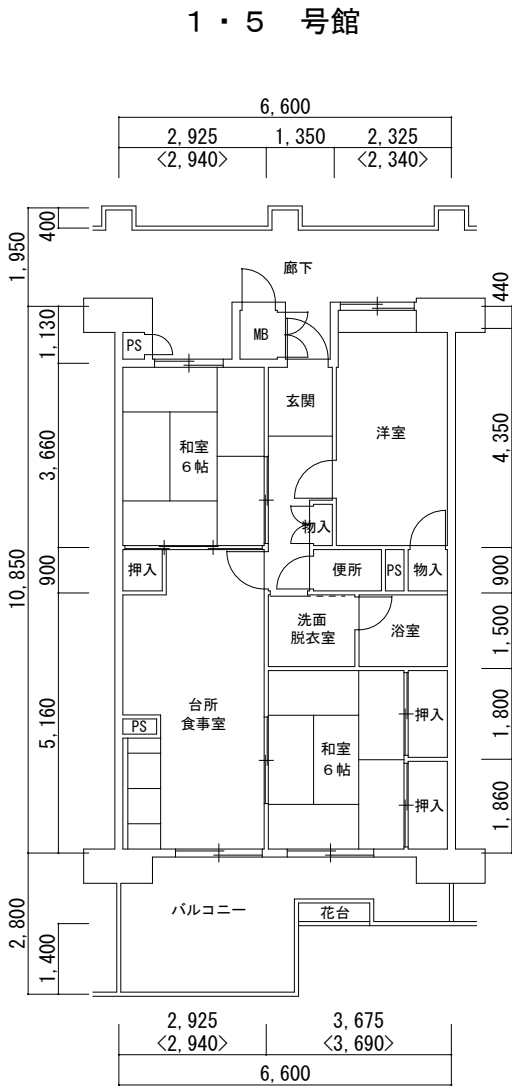 1・5 号館
6,600
2,925 1,350 2,325
<2,940> <2,340>
400
1,950
廊下
440
1,130
PS
MB
玄関
洋室
和室
6帖
3,660
4,350
物入
10,850
900
押入
便所
PS
物入
900
洗面
脱衣室
浴室
1,500
台所
食事室
押入
1,800
5,160
PS
和室
6帖
押入
1,860
バルコニー
花台
2,800
1,400
2,925 3,675
<2,940> <3,690>
6,600